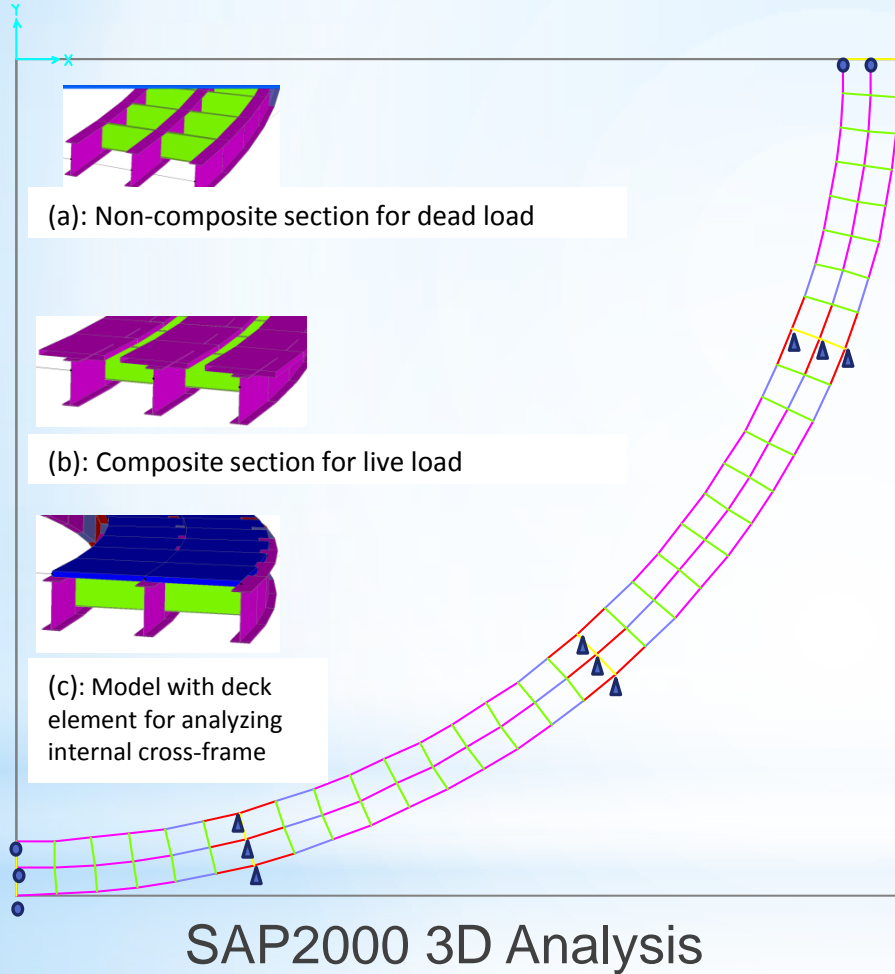 Y
X
(a): Non-composite section for dead load
(b): Composite section for live load
(c): Model with deck
element for analyzing
internal cross-frame
SAP2000 3D Analysis